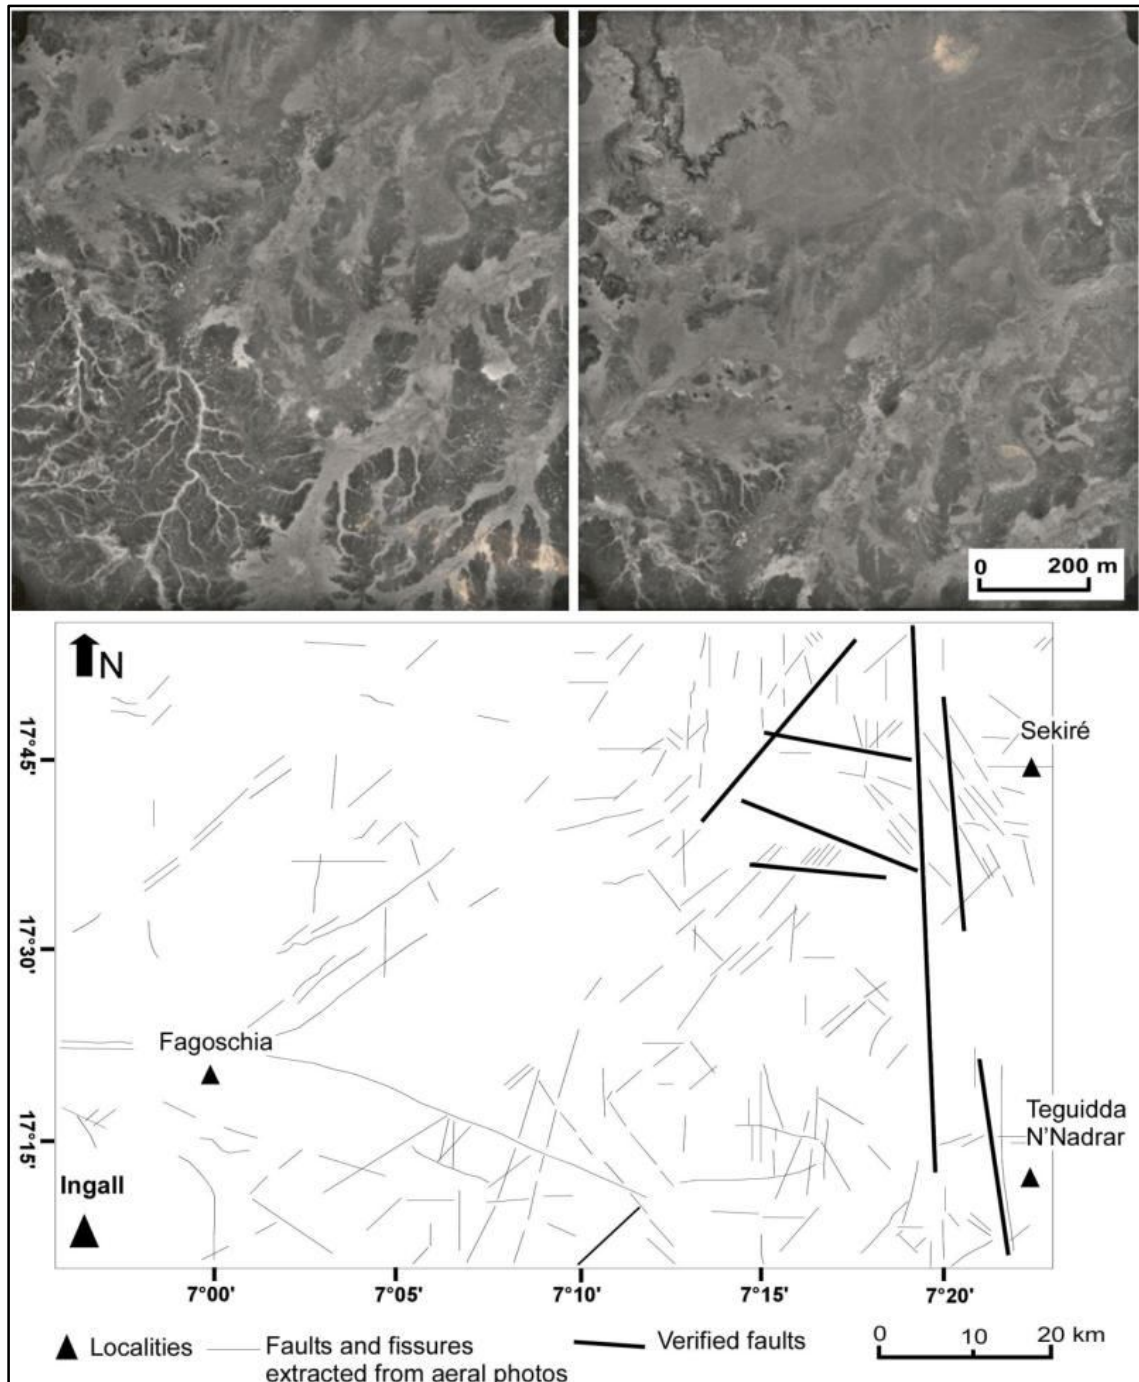 0 200 m
N
Sekiré
17°45'
17°30'
Fagoschia
Teguidda
N'Nadrar
17°15'
Ingall
7°00' 7°05' 7°10' 7°15' 7°20'
Localities
Faults and fissures
extracted from aeral photos
Verified faults
0 10 20 km